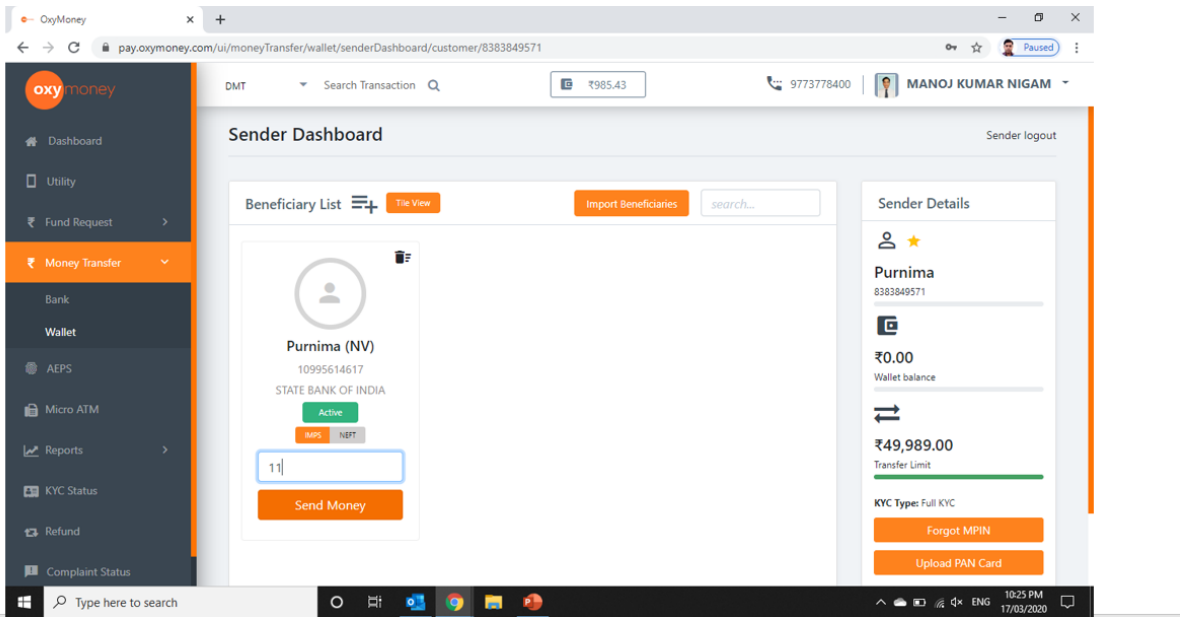 OxyMoney
pay.oxymoney.com/ui/moneyTransfer/wallet/senderDashboard/customer/8383849571
Paused
oxymoney
DMT
Search Transaction
₹985.43
9773778400
MANOJ KUMAR NIGAM
Dashboard
Utility
Fund Request
Money Transfer
Bank
Wallet
AEPS
Micro ATM
Reports
KYC Status
Refund
Complaint Status
Sender Dashboard
Sender logout
Beneficiary List
Tile View
Import Beneficiaries
search...
Purnima (NV)
10995614617
STATE BANK OF INDIA
Active
IMPS NEFT
11
Send Money
Sender Details
Purnima
8383849571
₹0.00
Wallet balance
₹49,989.00
Transfer Limit
KYC Type: Full KYC
Forgot MPIN
Upload PAN Card
Type here to search
ENG
10:25 PM
17/03/2020